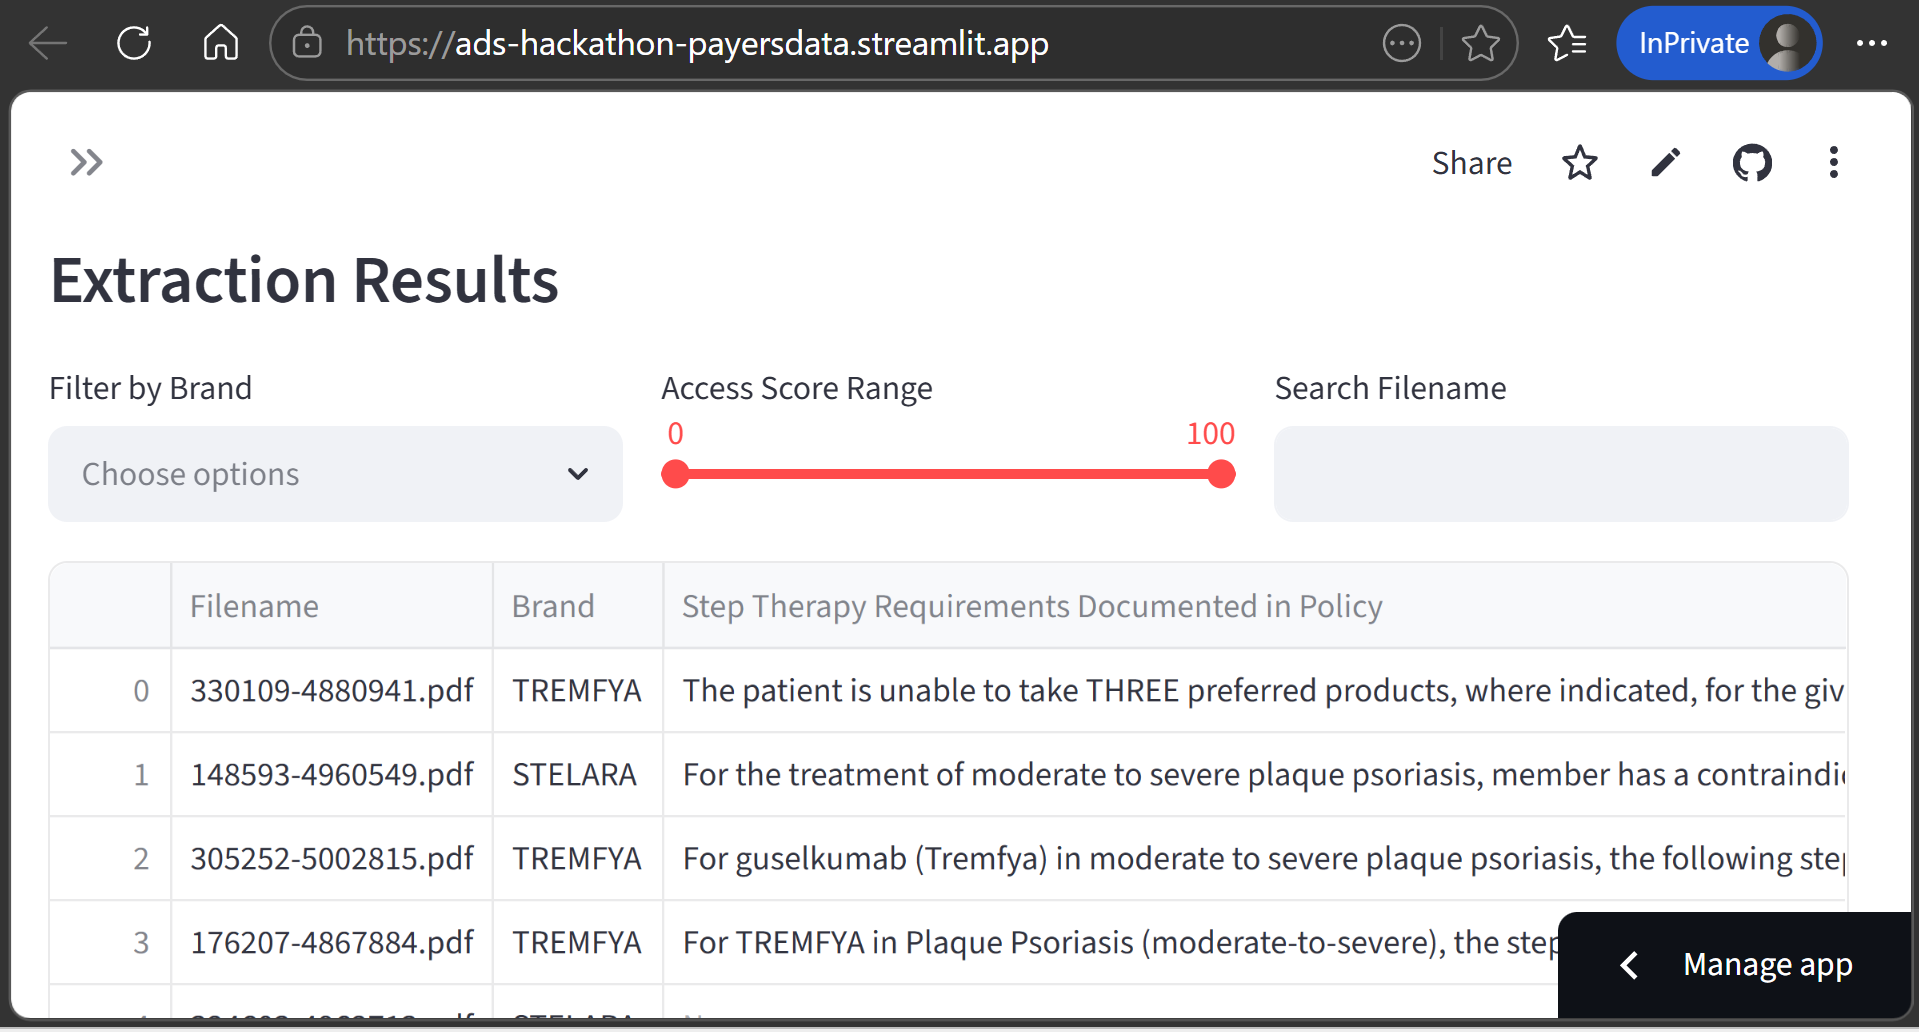 https://ads-hackathon-payersdata.streamlit.app
InPrivate
Share
Extraction Results
Filter by Brand
Access Score Range
Search Filename
0
100
Choose options
Filename Brand Step Therapy Requirements Documented in Policy
0 330109-4880941.pdf TREMFYA The patient is unable to take THREE preferred products, where indicated, for the giv
1 148593-4960549.pdf STELARA For the treatment of moderate to severe plaque psoriasis, member has a contraindi
2 305252-5002815.pdf TREMFYA For guselkumab (Tremfya) in moderate to severe plaque psoriasis, the following step
3 176207-4867884.pdf TREMFYA For TREMFYA in Plaque Psoriasis (moderate-to-severe), the step
STELARA
Manage app